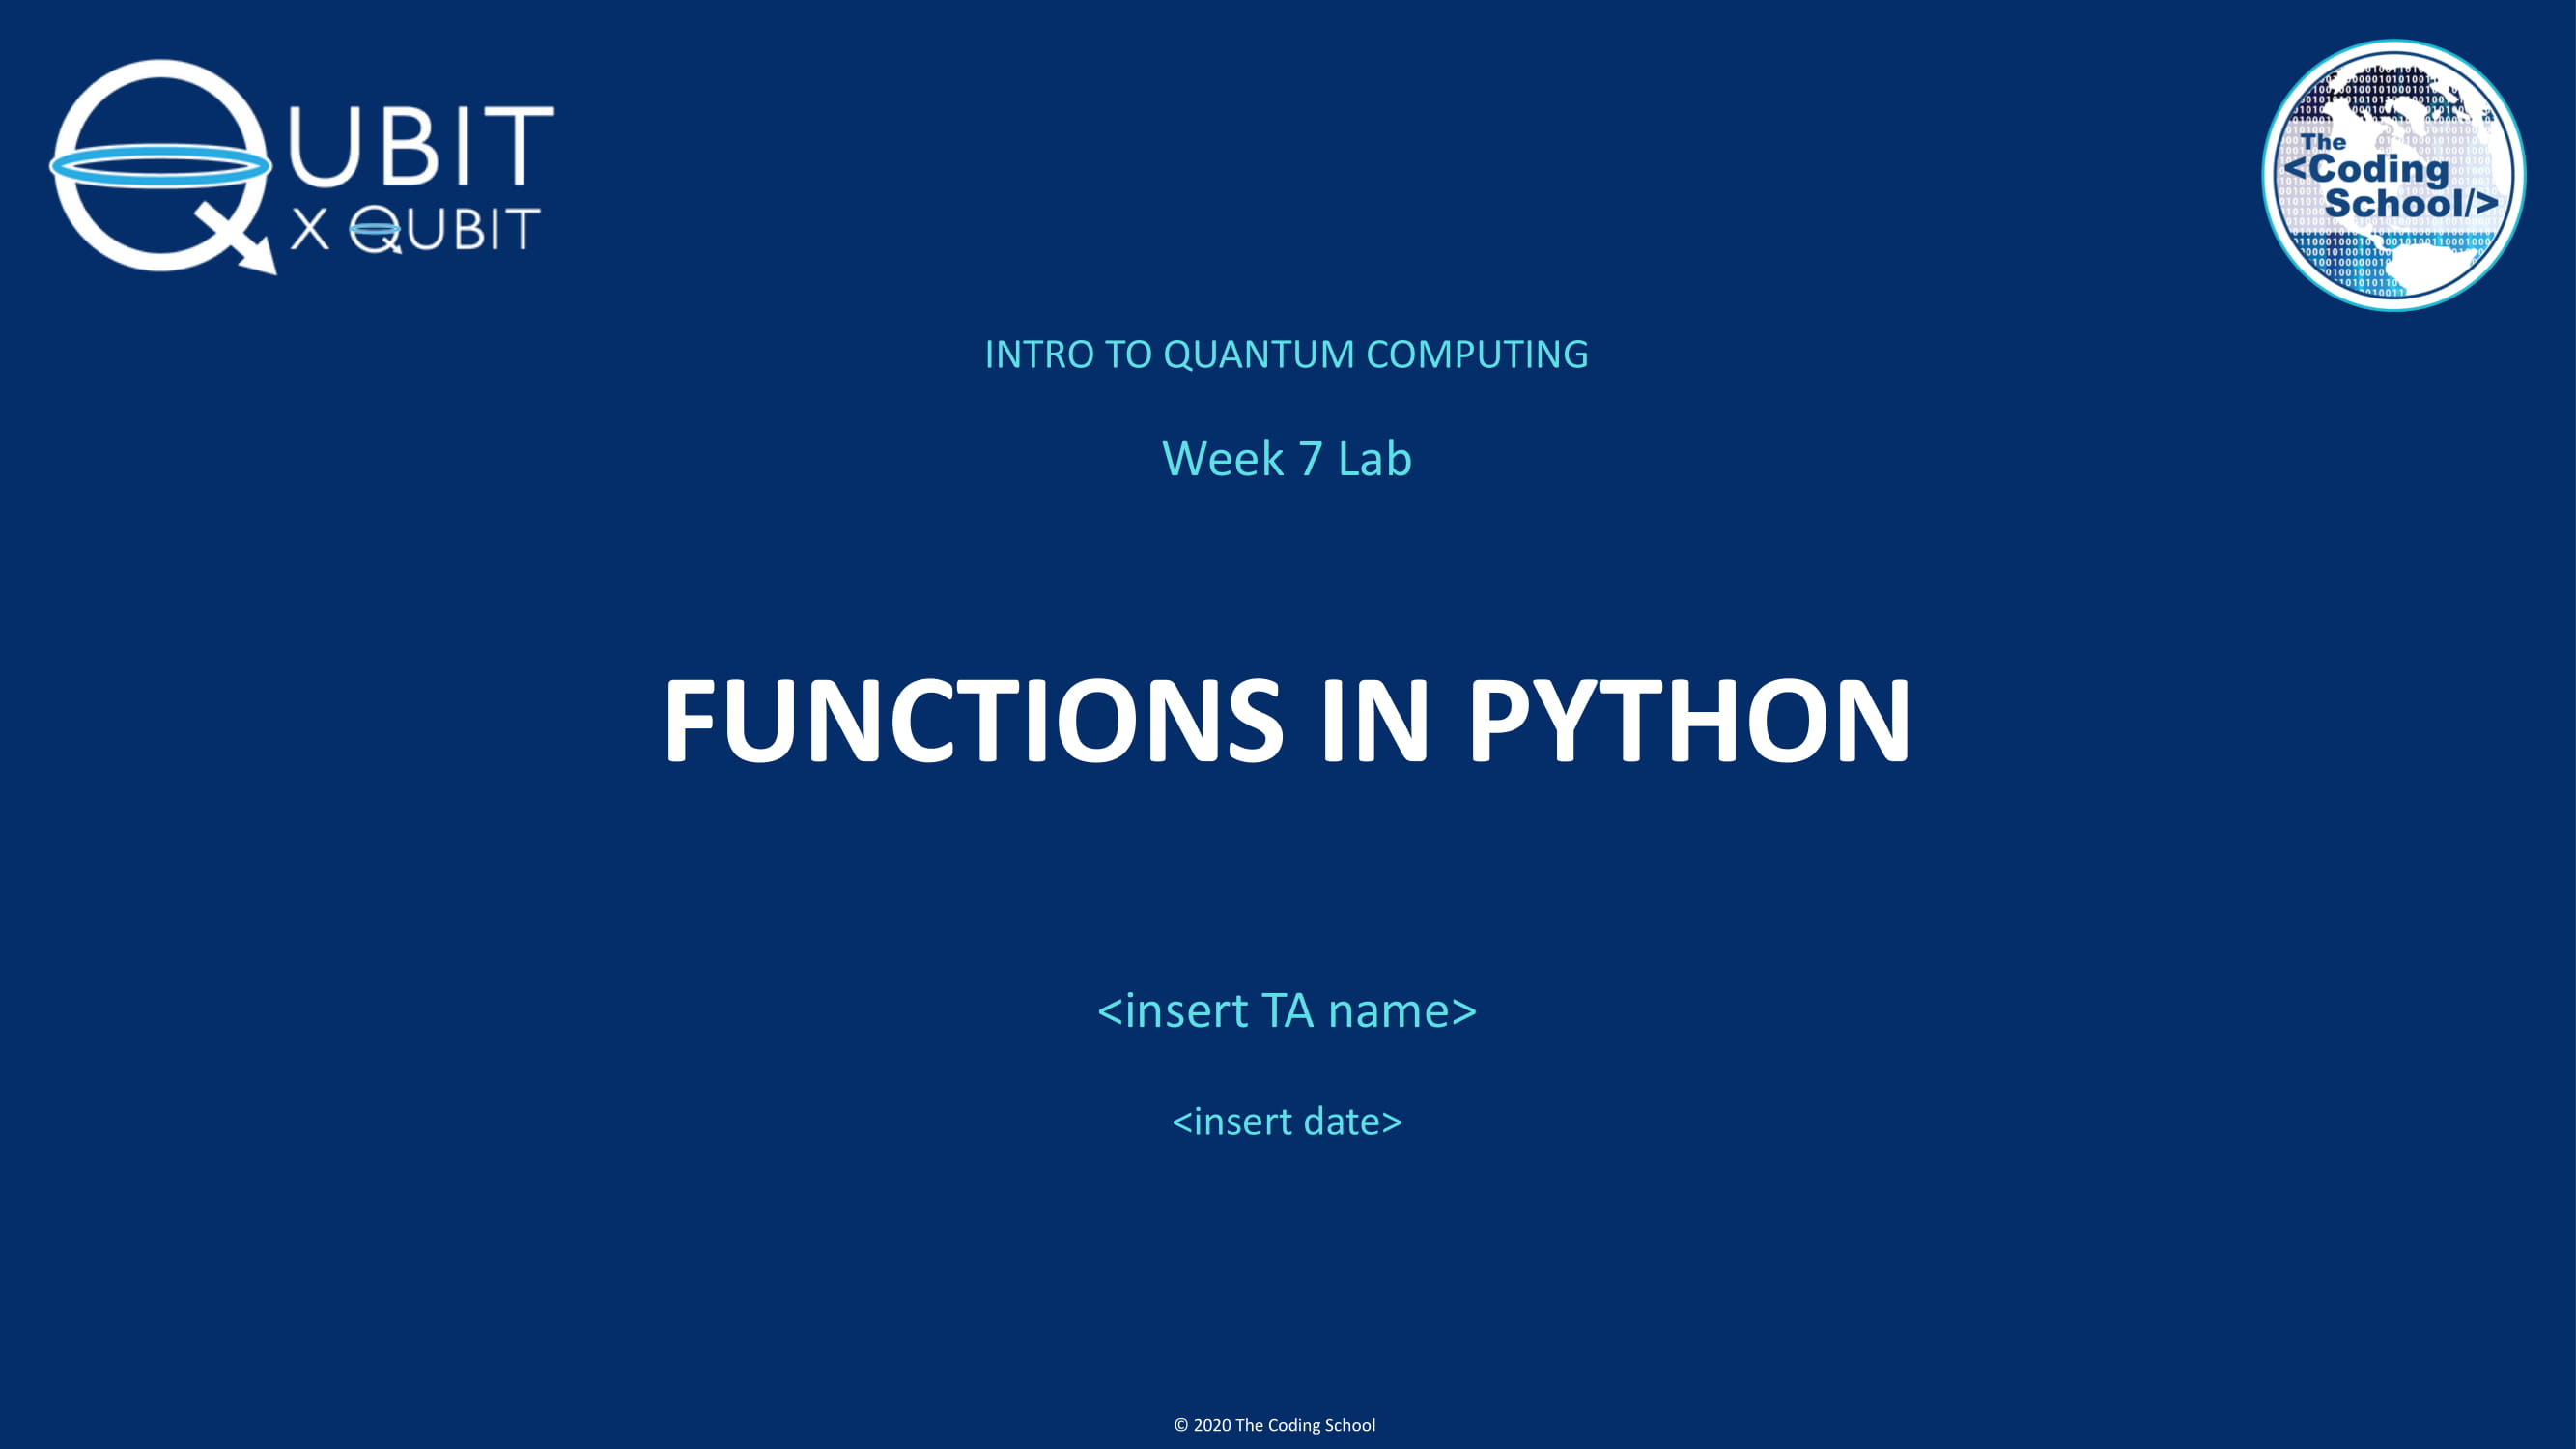 QUBIT
X QUBIT
The
<Coding
School/>
INTRO TO QUANTUM COMPUTING
Week 7 Lab
FUNCTIONS IN PYTHON
<insert TA name>
<insert date>
© 2020 The Coding School